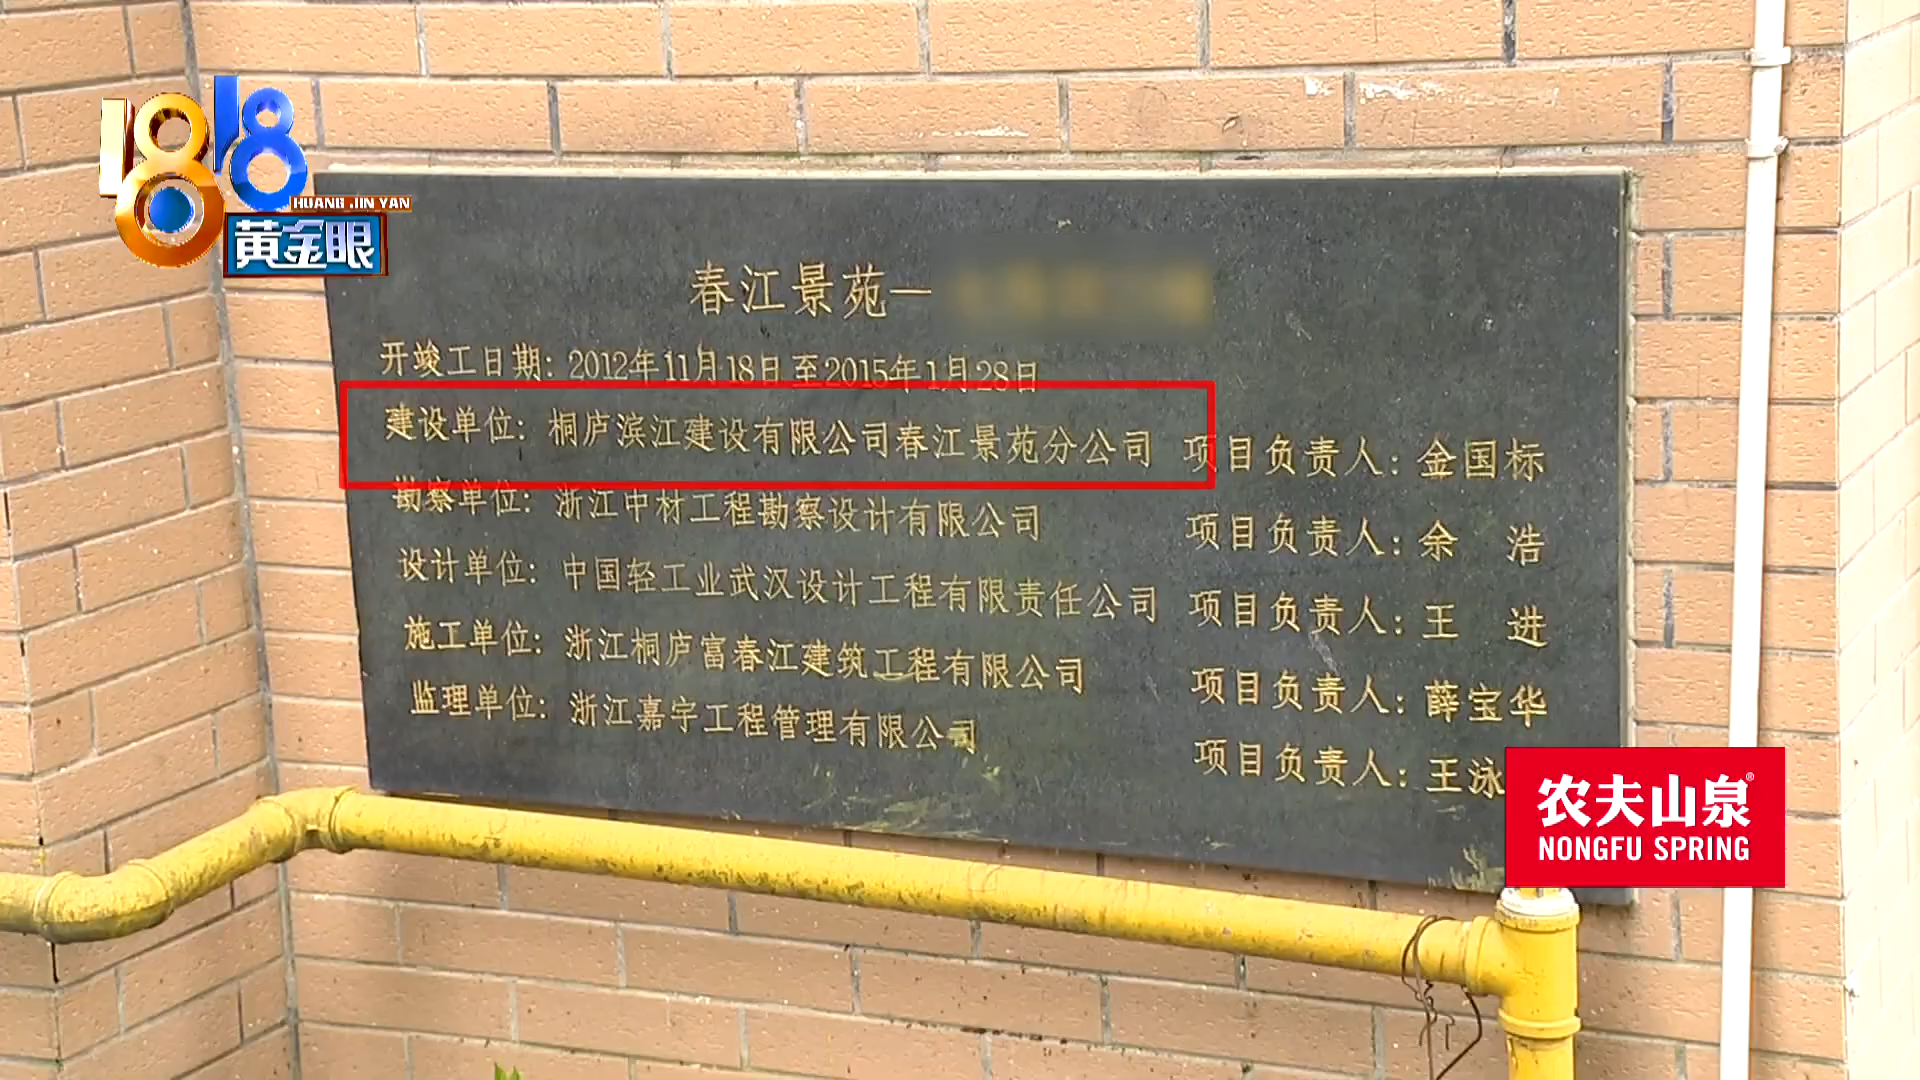 1818
HUANG JIN YAN
黄金眼
春江景苑一
开竣工日期：2012年11月18日至2015年1月28日
建设单位：桐庐滨江建设有限公司春江景苑分公司 项目负责人：金国标
勘察单位：浙江中材工程勘察设计有限公司 项目负责人：余 浩
设计单位：中国轻工业武汉设计工程有限责任公司 项目负责人：王 进
施工单位：浙江桐庐富春江建筑工程有限公司 项目负责人：薛宝华
监理单位：浙江嘉宇工程管理有限公司 项目负责人：王泳
农夫山泉®
NONGFU SPRING